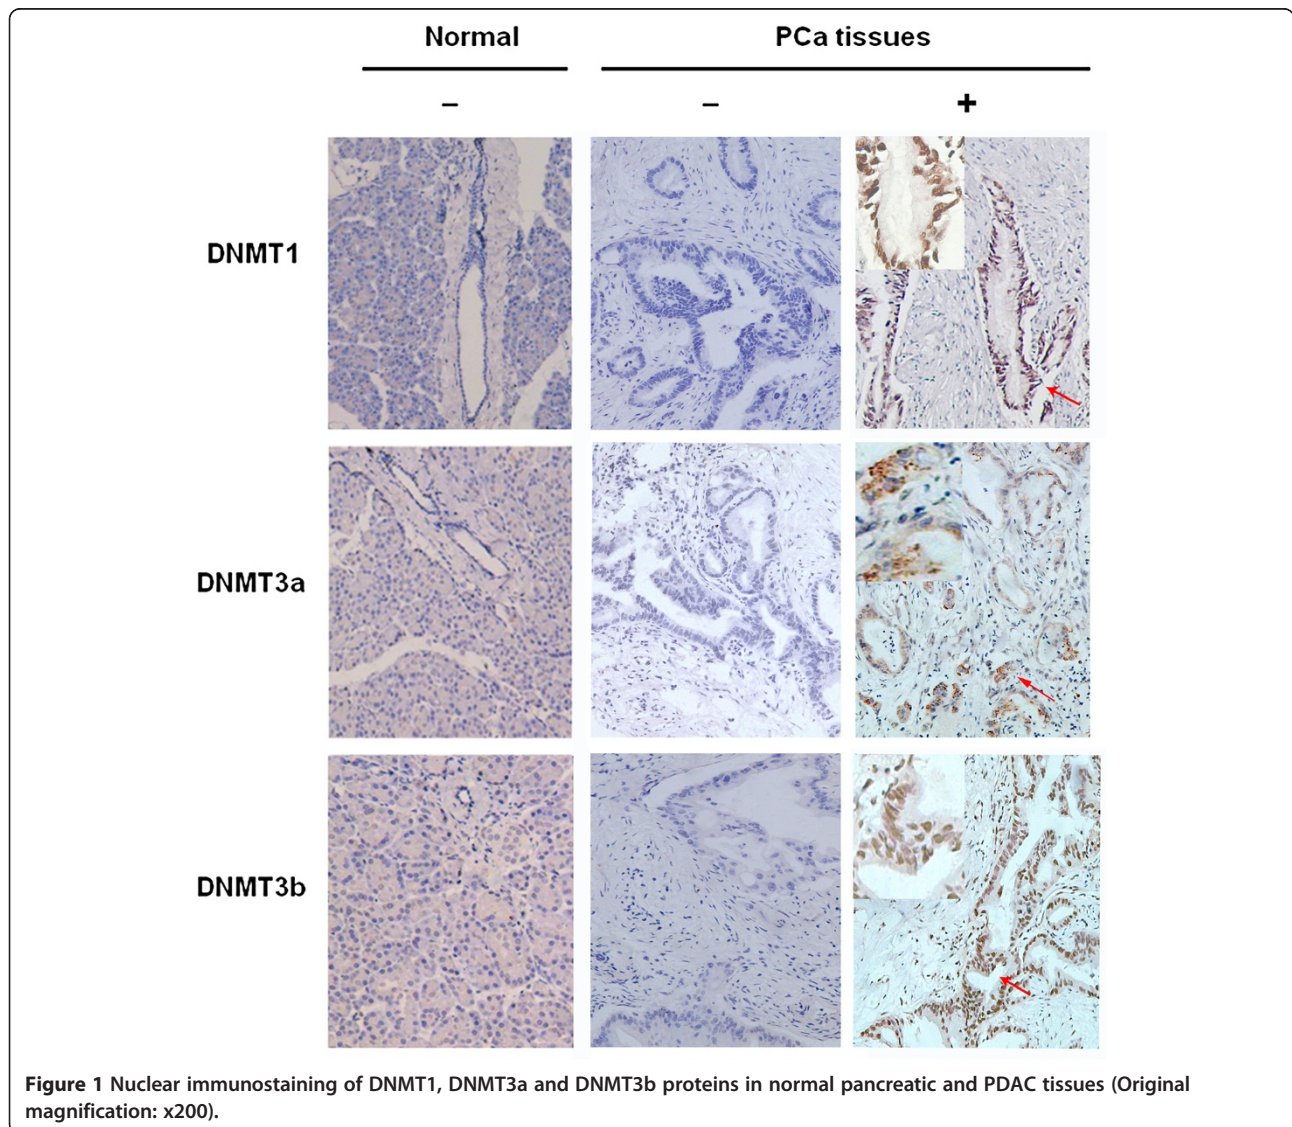 Normal
PCa tissues
–
–
+
DNMT1
DNMT3a
DNMT3b
Figure 1 Nuclear immunostaining of DNMT1, DNMT3a and DNMT3b proteins in normal pancreatic and PDAC tissues (Original
magnification: x200).